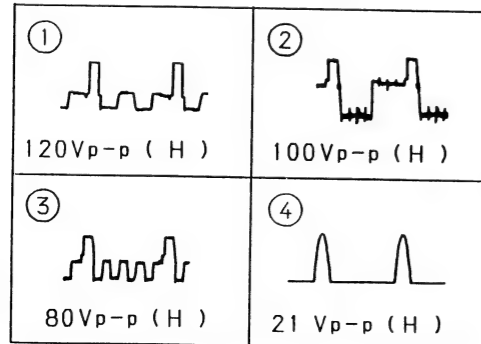 ①
②
120Vp-p ( H )
100Vp-p ( H )
③
④
80Vp-p ( H )
21 Vp-p ( H )